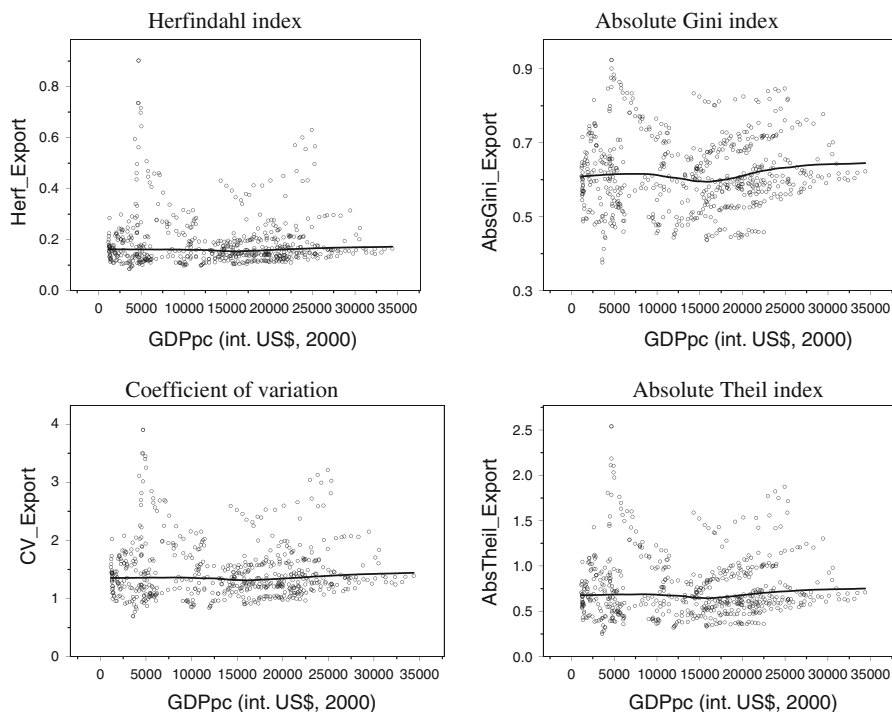 Herfindahl index
Herf_Export
0.8
0.6
0.4
0.2
0.0
0 5000 10000 15000 20000 25000 30000 35000
GDPpc (int. US$, 2000)
Absolute Gini index
AbsGini_Export
0.9
0.7
0.5
0.3
0 5000 10000 15000 20000 25000 30000 35000
GDPpc (int. US$, 2000)
Coefficient of variation
CV_Export
4
3
2
1
0
0 5000 10000 15000 20000 25000 30000 35000
GDPpc (int. US$, 2000)
Absolute Theil index
AbsTheil_Export
2.5
2.0
1.5
1.0
0.5
0.0
0 5000 10000 15000 20000 25000 30000 35000
GDPpc (int. US$, 2000)